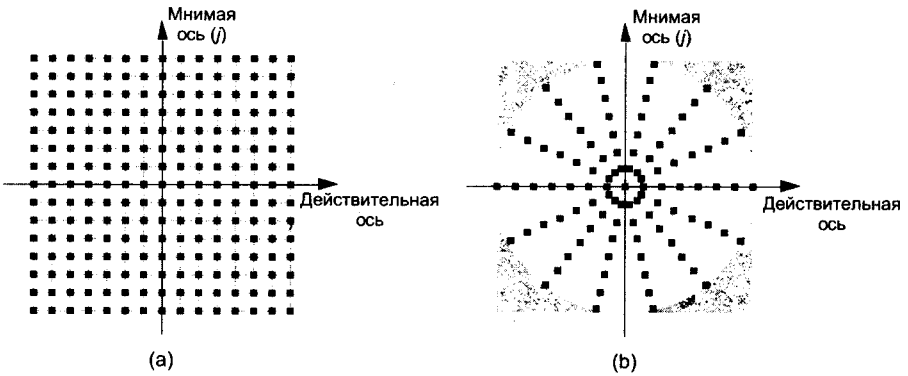 Мнимая
ось (j)
Действительная
ось
(a)
Мнимая
ось (j)
Действительная
ось
(b)